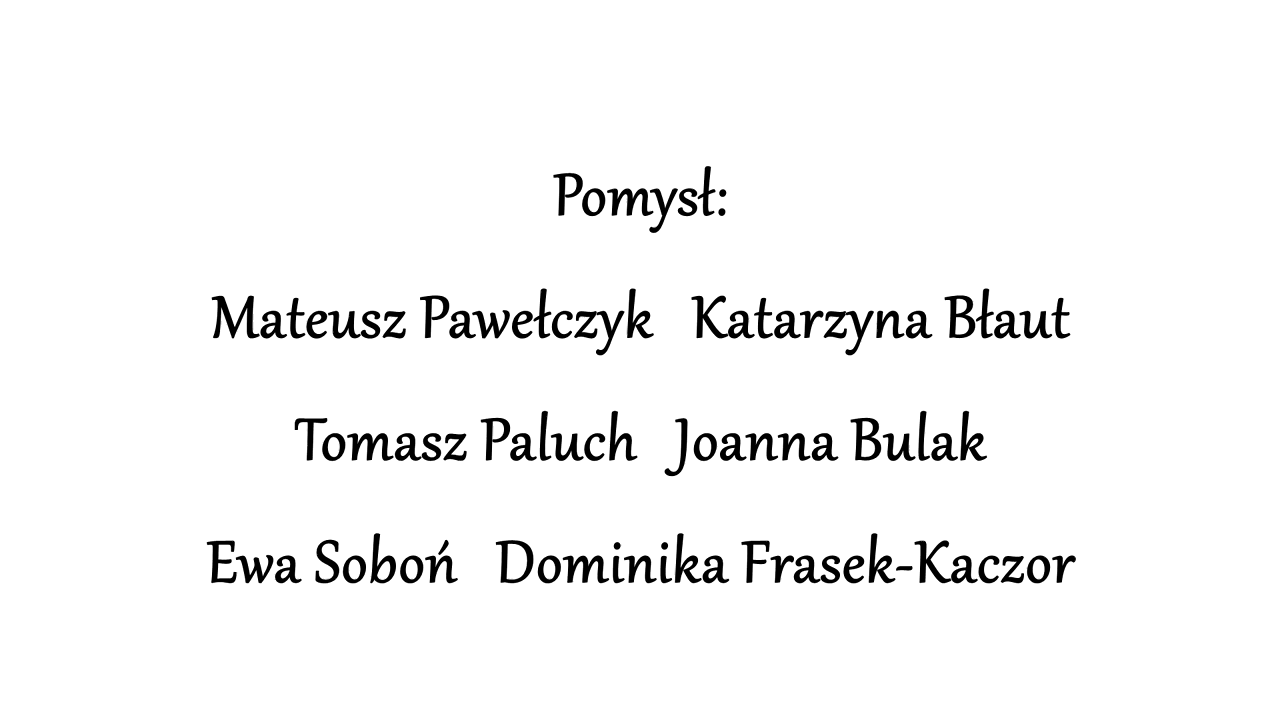 Pomysł:
Mateusz Pawełczyk Katarzyna Błaut
Tomasz Paluch Joanna Bulak
Ewa Soboń Dominika Frasek-Kaczor